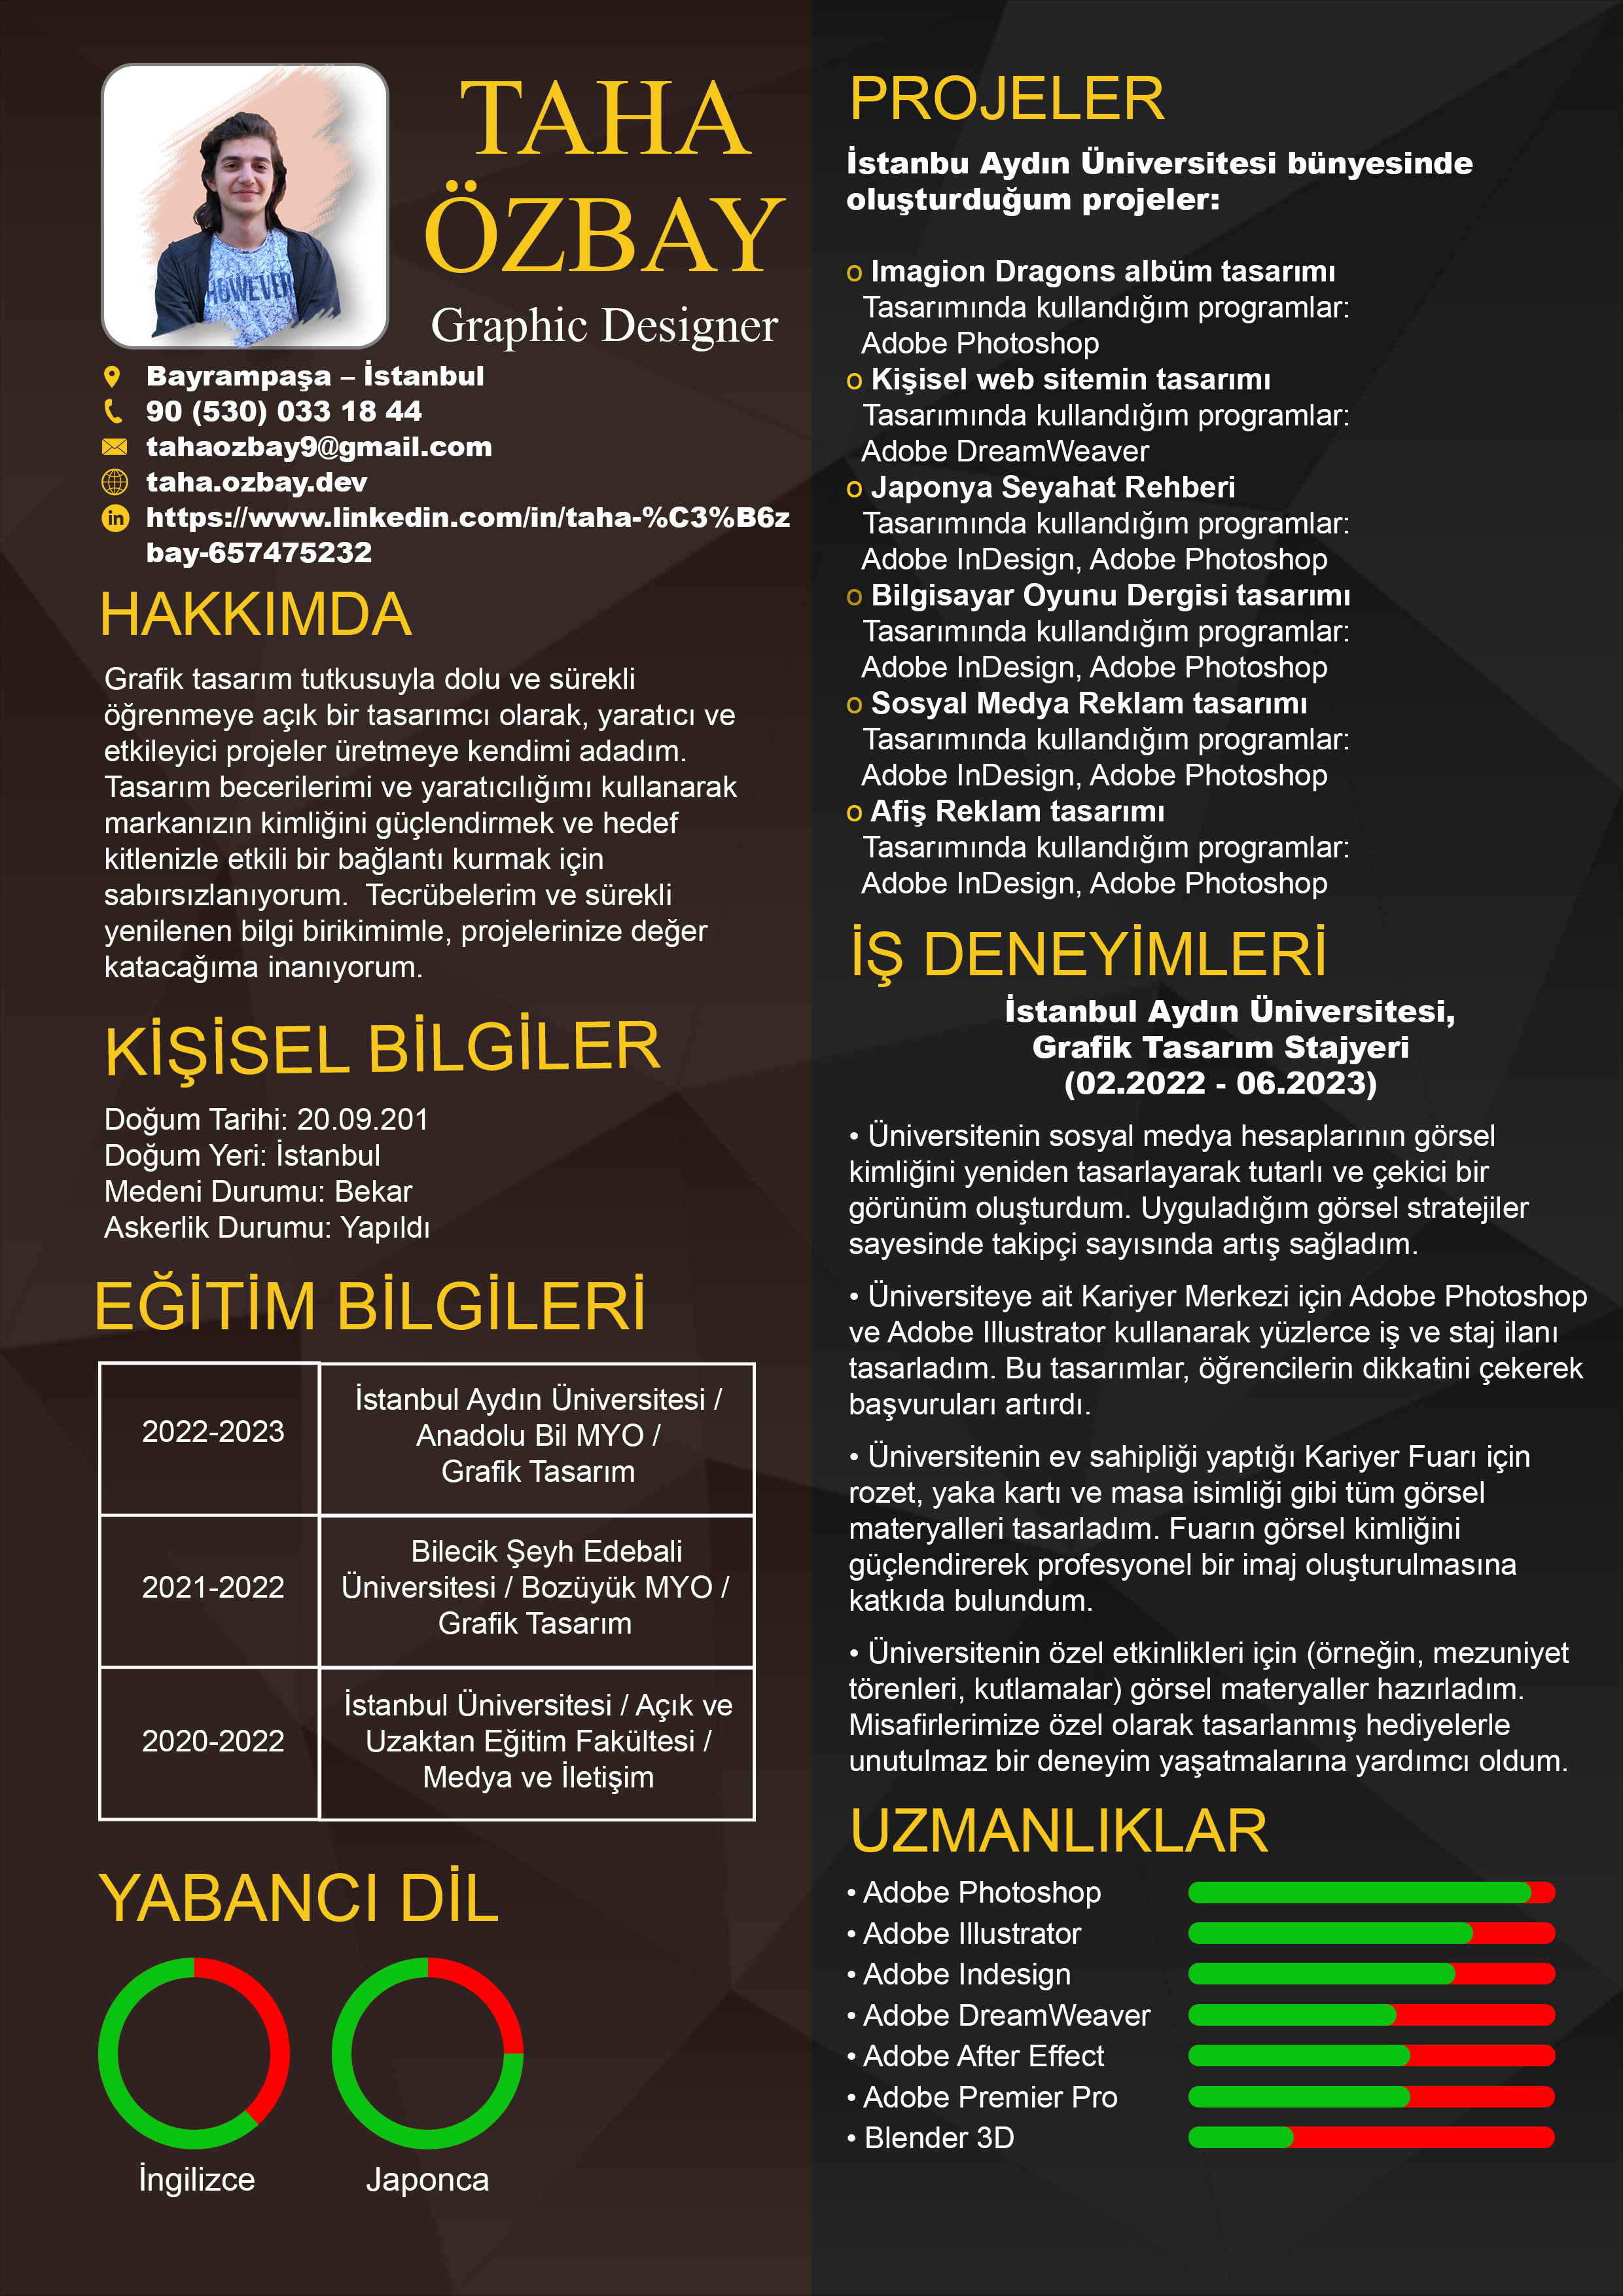 TAHA
ÖZBAY
Graphic Designer
HOWEVER
Bayrampaşa – İstanbul
90 (530) 033 18 44
tahaozbay9@gmail.com
taha.ozbay.dev
in
https://www.linkedin.com/in/taha-%C3%B6z
bay-657475232
HAKKIMDA
Grafik tasarım tutkusuyla dolu ve sürekli
öğrenmeye açık bir tasarımcı olarak, yaratıcı ve
etkileyici projeler üretmeye kendimi adadım.
Tasarım becerilerimi ve yaratıcılığımı kullanarak
markanızın kimliğini güçlendirmek ve hedef
kitlenizle etkili bir bağlantı kurmak için
sabırsızlanıyorum.  Tecrübelerim ve sürekli
yenilenen bilgi birikimimle, projelerinize değer
katacağıma inanıyorum.
KİŞİSEL BİLGİLER
Doğum Tarihi: 20.09.201
Doğum Yeri: İstanbul
Medeni Durumu: Bekar
Askerlik Durumu: Yapıldı
EĞİTİM BİLGİLERİ
2022-2023
İstanbul Aydın Üniversitesi /
Anadolu Bil MYO /
Grafik Tasarım
2021-2022
Bilecik Şeyh Edebali
Üniversitesi / Bozüyük MYO /
Grafik Tasarım
2020-2022
İstanbul Üniversitesi / Açık ve
Uzaktan Eğitim Fakültesi /
Medya ve İletişim
YABANCI DİL
İngilizce
Japonca
PROJELER
İstanbu Aydın Üniversitesi bünyesinde
oluşturduğum projeler:
o Imagion Dragons albüm tasarımı
Tasarımında kullandığım programlar:
Adobe Photoshop
o Kişisel web sitemin tasarımı
Tasarımında kullandığım programlar:
Adobe DreamWeaver
o Japonya Seyahat Rehberi
Tasarımında kullandığım programlar:
Adobe InDesign, Adobe Photoshop
o Bilgisayar Oyunu Dergisi tasarımı
Tasarımında kullandığım programlar:
Adobe InDesign, Adobe Photoshop
o Sosyal Medya Reklam tasarımı
Tasarımında kullandığım programlar:
Adobe InDesign, Adobe Photoshop
o Afiş Reklam tasarımı
Tasarımında kullandığım programlar:
Adobe InDesign, Adobe Photoshop
İŞ DENEYİMLERİ
İstanbul Aydın Üniversitesi,
Grafik Tasarım Stajyeri
(02.2022 - 06.2023)
• Üniversitenin sosyal medya hesaplarının görsel
kimliğini yeniden tasarlayarak tutarlı ve çekici bir
görünüm oluşturdum. Uyguladığım görsel stratejiler
sayesinde takipçi sayısında artış sağladım.
• Üniversiteye ait Kariyer Merkezi için Adobe Photoshop
ve Adobe Illustrator kullanarak yüzlerce iş ve staj ilanı
tasarladım. Bu tasarımlar, öğrencilerin dikkatini çekerek
başvuruları artırdı.
• Üniversitenin ev sahipliği yaptığı Kariyer Fuarı için
rozet, yaka kartı ve masa isimliği gibi tüm görsel
materyalleri tasarladım. Fuarın görsel kimliğini
güçlendirerek profesyonel bir imaj oluşturulmasına
katkıda bulundum.
• Üniversitenin özel etkinlikleri için (örneğin, mezuniyet
törenleri, kutlamalar) görsel materyaller hazırladım.
Misafirlerimize özel olarak tasarlanmış hediyelerle
unutulmaz bir deneyim yaşatmalarına yardımcı oldum.
UZMANLIKLAR
• Adobe Photoshop
• Adobe Illustrator
• Adobe Indesign
• Adobe DreamWeaver
• Adobe After Effect
• Adobe Premier Pro
• Blender 3D